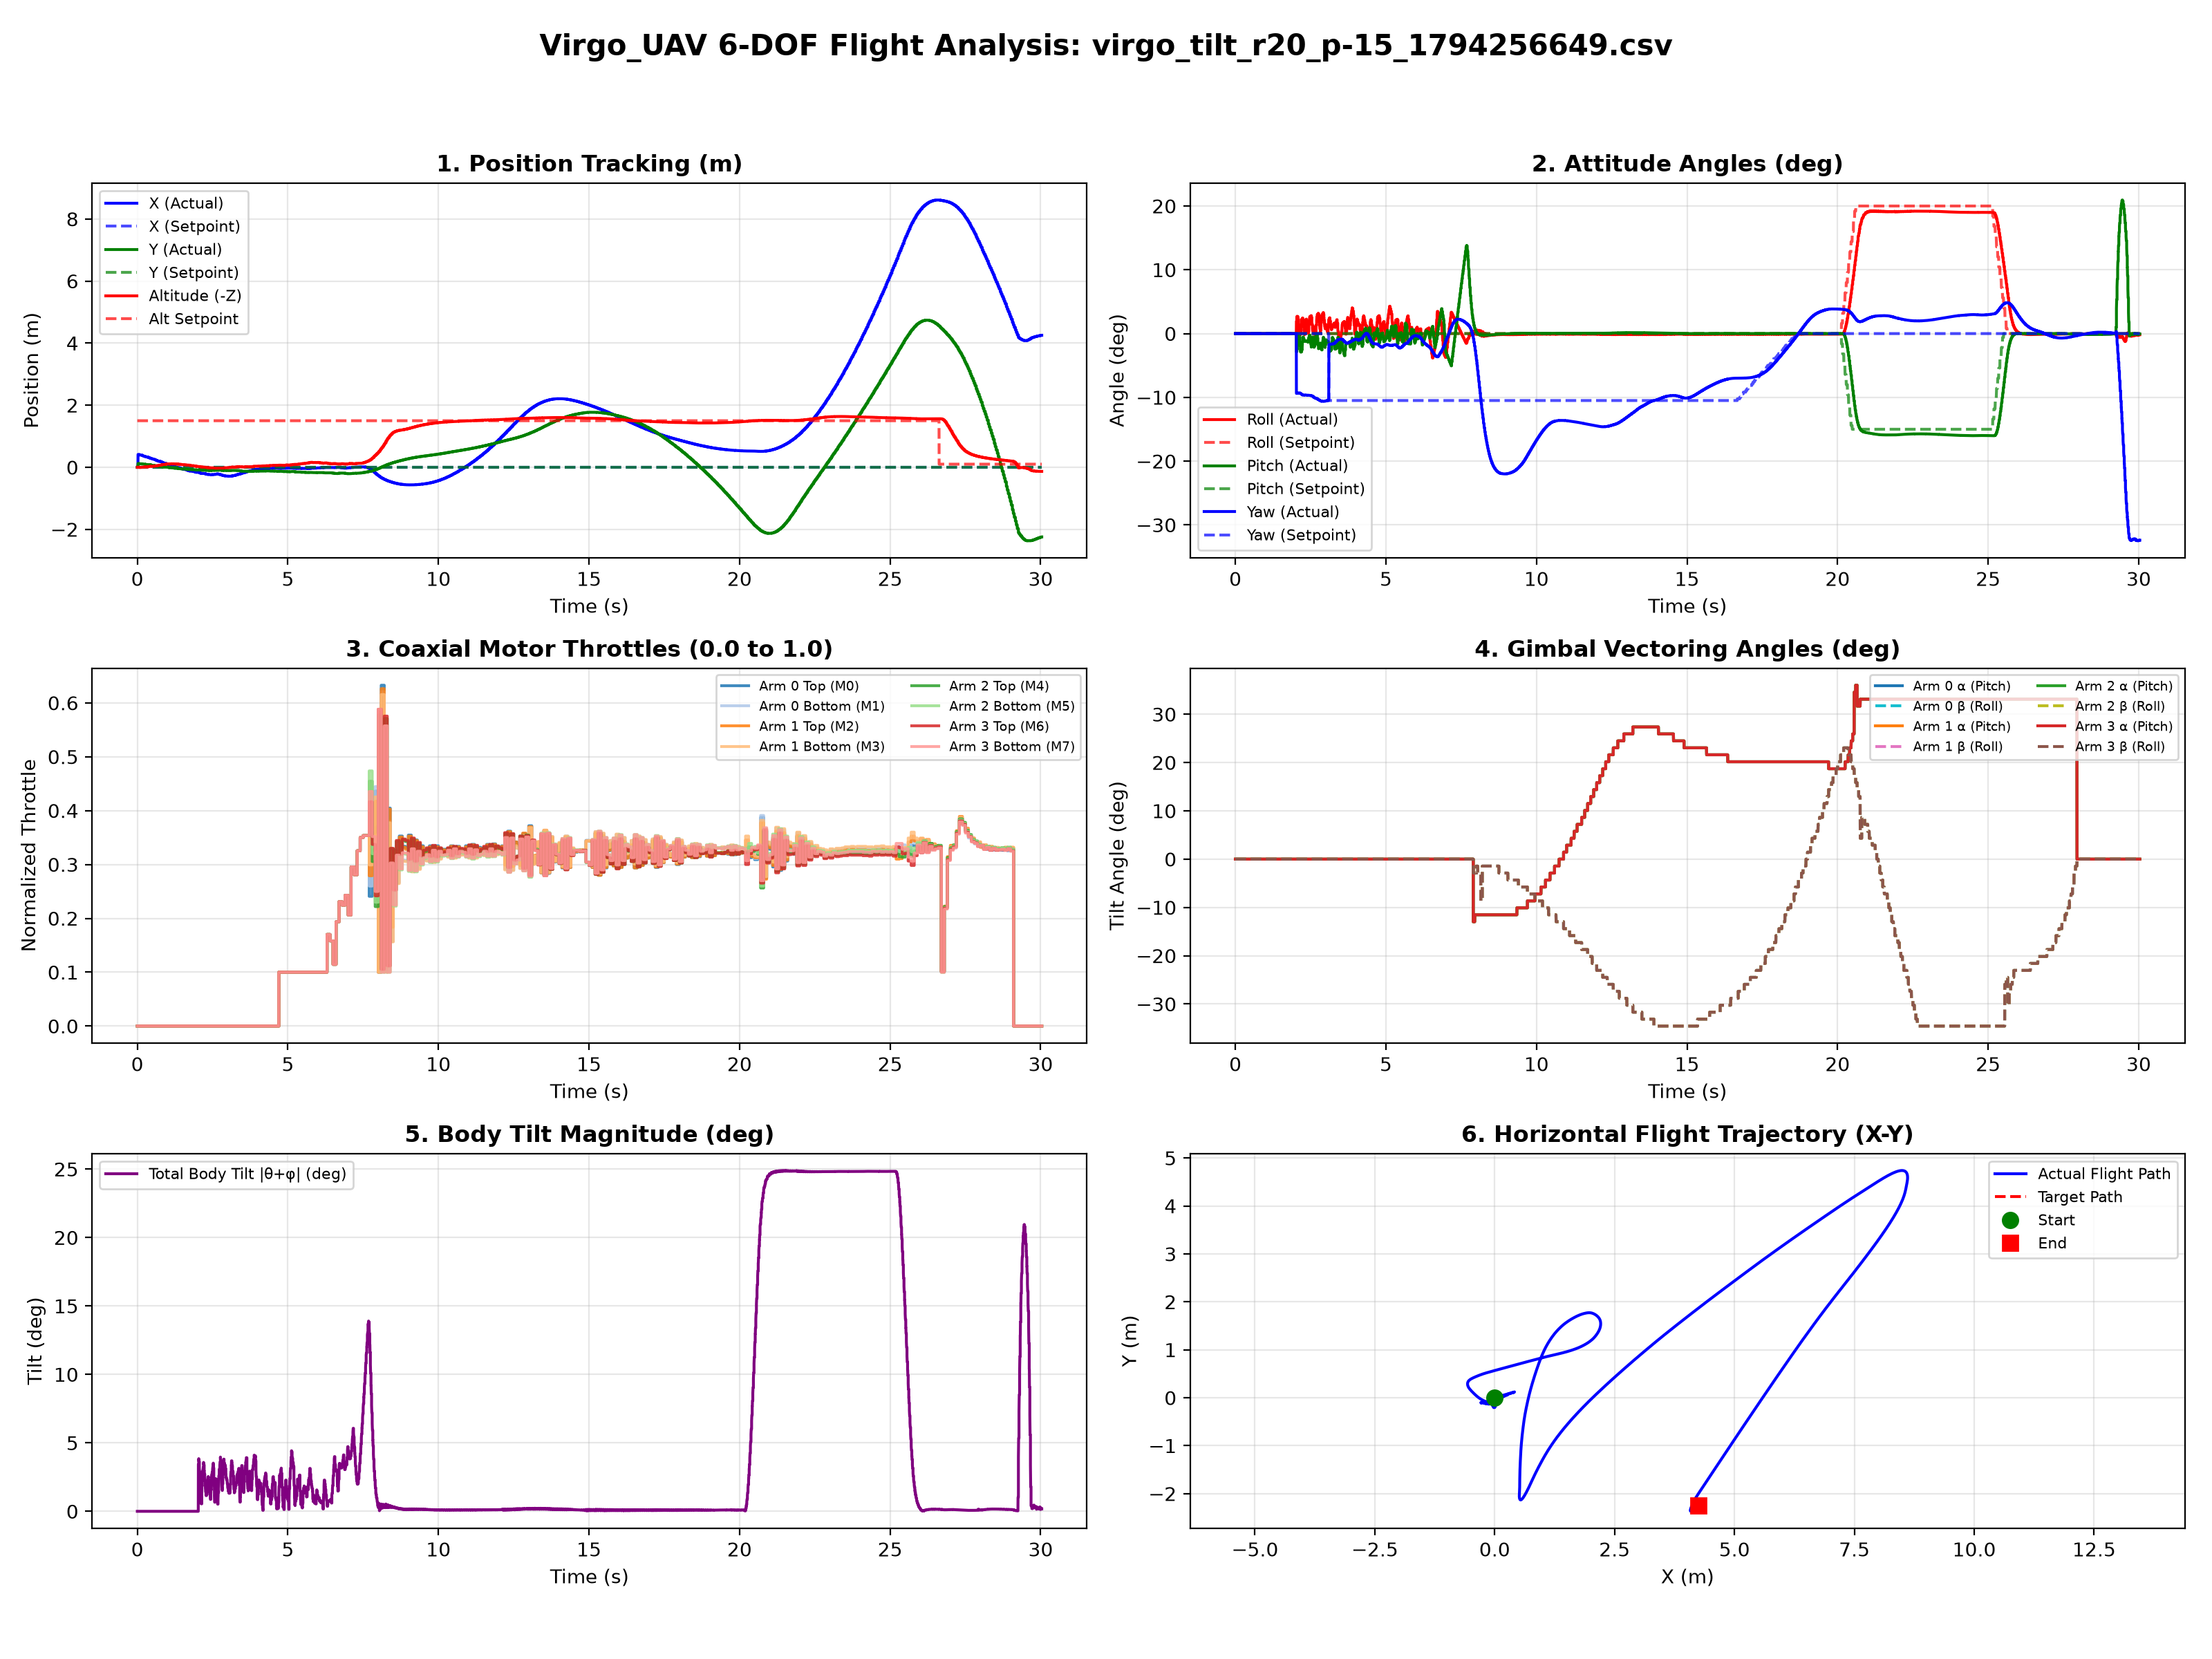 Virgo_UAV 6-DOF Flight Analysis: virgo_tilt_r20_p-15_1794256649.csv
1. Position Tracking (m)
Position (m)
8
6
4
2
0
−2
X (Actual)
X (Setpoint)
Y (Actual)
Y (Setpoint)
Altitude (-Z)
Alt Setpoint
0 5 10 15 20 25 30
Time (s)
2. Attitude Angles (deg)
Angle (deg)
20
10
0
−10
−20
−30
Roll (Actual)
Roll (Setpoint)
Pitch (Actual)
Pitch (Setpoint)
Yaw (Actual)
Yaw (Setpoint)
0 5 10 15 20 25 30
Time (s)
3. Coaxial Motor Throttles (0.0 to 1.0)
Normalized Throttle
0.6
0.5
0.4
0.3
0.2
0.1
0.0
Arm 0 Top (M0)
Arm 0 Bottom (M1)
Arm 1 Top (M2)
Arm 1 Bottom (M3)
Arm 2 Top (M4)
Arm 2 Bottom (M5)
Arm 3 Top (M6)
Arm 3 Bottom (M7)
0 5 10 15 20 25 30
Time (s)
4. Gimbal Vectoring Angles (deg)
Tilt Angle (deg)
30
20
10
0
−10
−20
−30
Arm 0 α (Pitch)
Arm 0 β (Roll)
Arm 1 α (Pitch)
Arm 1 β (Roll)
Arm 2 α (Pitch)
Arm 2 β (Roll)
Arm 3 α (Pitch)
Arm 3 β (Roll)
0 5 10 15 20 25 30
Time (s)
5. Body Tilt Magnitude (deg)
Tilt (deg)
25
20
15
10
5
0
Total Body Tilt |θ+φ| (deg)
0 5 10 15 20 25 30
Time (s)
6. Horizontal Flight Trajectory (X-Y)
Y (m)
5
4
3
2
1
0
−1
−2
Actual Flight Path
Target Path
Start
End
−5.0 −2.5 0.0 2.5 5.0 7.5 10.0 12.5
X (m)